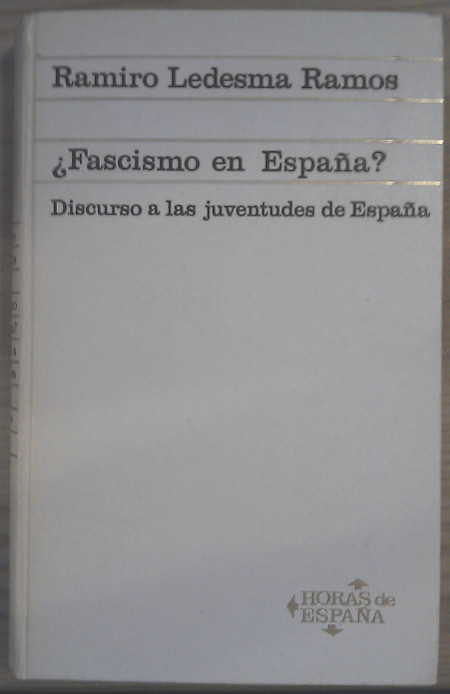 Ramiro Ledesma Ramos
¿Fascismo en España?
Discurso a las juventudes de España
HORAS de
ESPAÑA